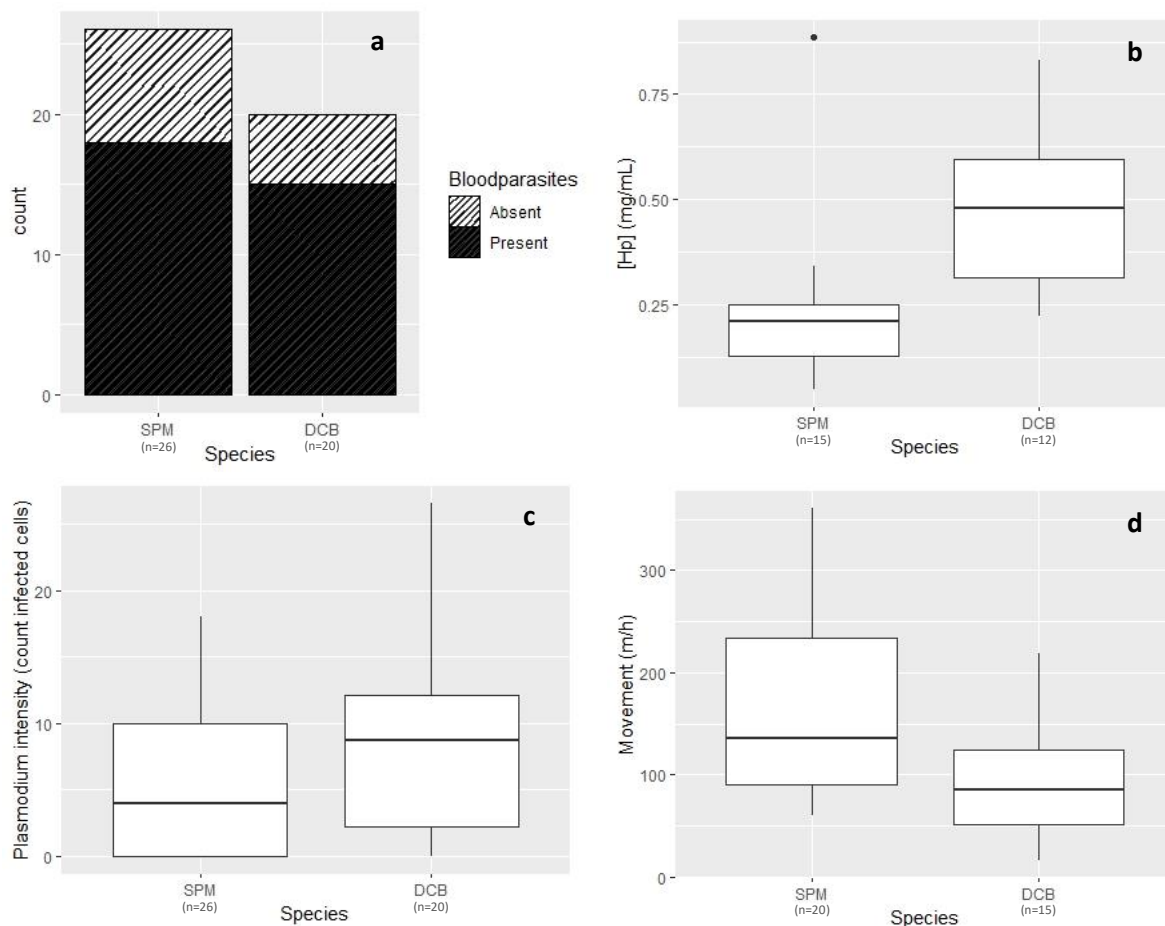 a
20
10
0
count
SPM
(n=26)
DCB
(n=20)
Species
Bloodparasites
Absent
Present
b
0.75
0.50
0.25
[Hp] (mg/mL)
SPM
(n=15)
DCB
(n=12)
Species
c
20
10
0
Plasmodium intensity (count infected cells)
SPM
(n=26)
DCB
(n=20)
Species
d
300
200
100
0
Movement (m/h)
SPM
(n=20)
DCB
(n=15)
Species